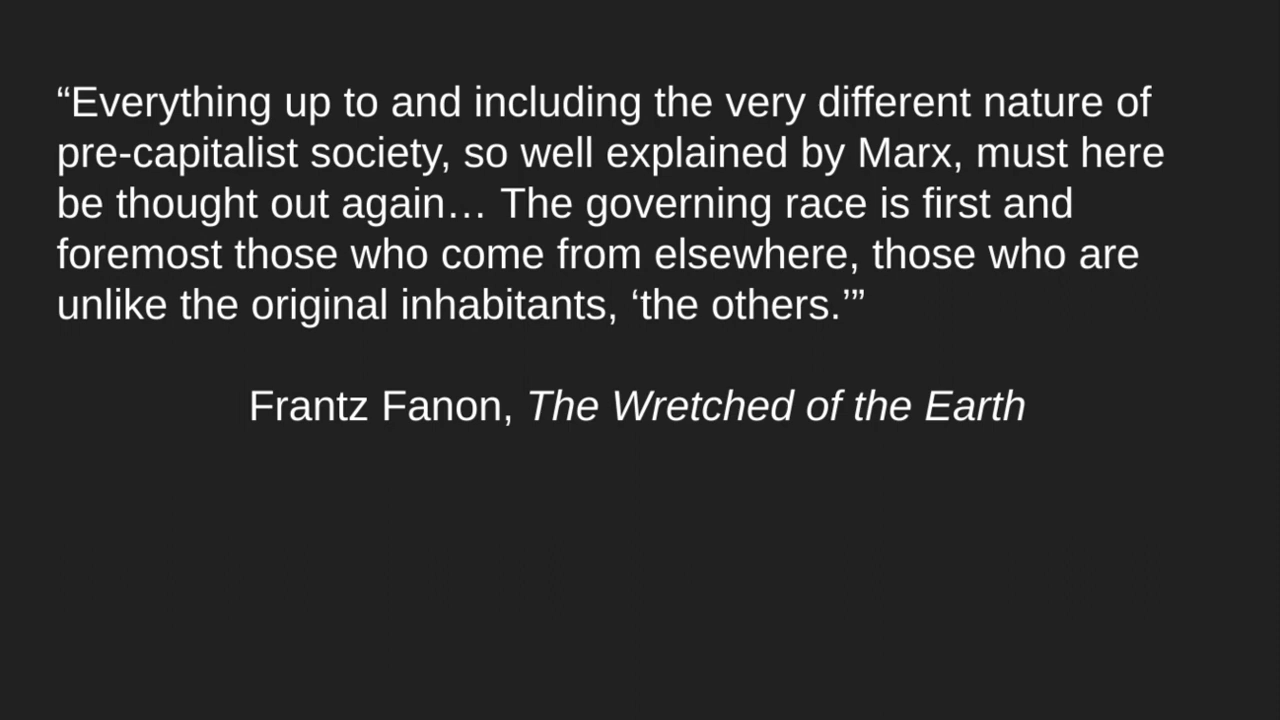 “Everything up to and including the very different nature of
pre-capitalist society, so well explained by Marx, must here
be thought out again… The governing race is first and
foremost those who come from elsewhere, those who are
unlike the original inhabitants, ‘the others.’”
Frantz Fanon, The Wretched of the Earth